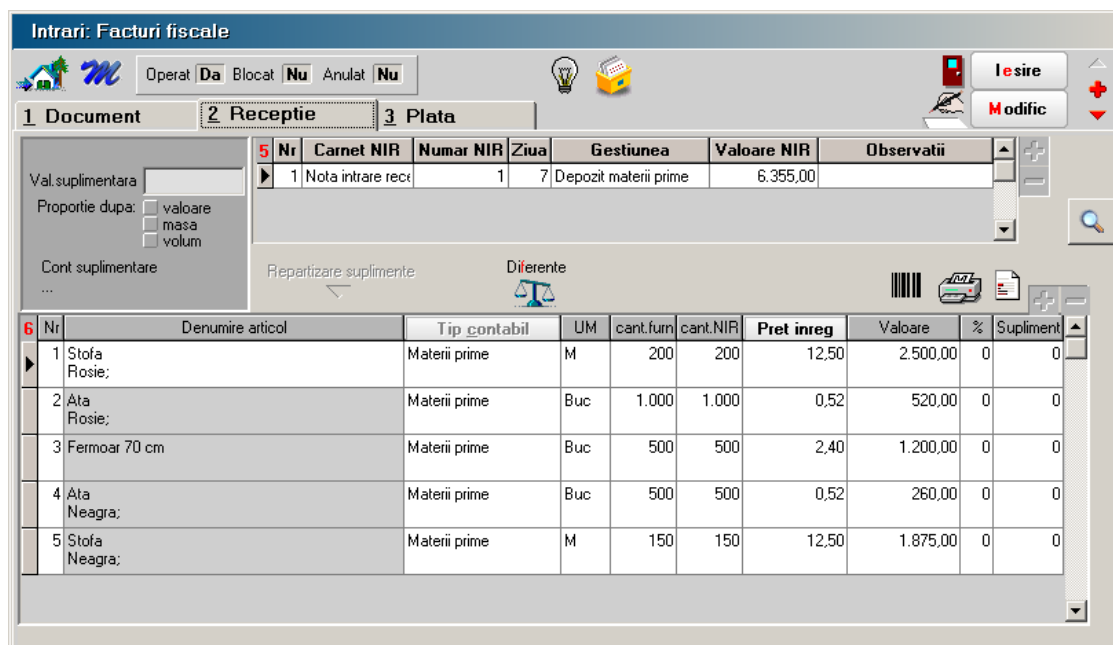 Intrari: Facturi fiscale
Operat Da Blocat Nu Anulat Nu
Iesire
Modific
1 Document 2 Receptie 3 Plata
Val.suplimentara
Proportie dupa: valoare
masa
volum
Cont suplimentare
...
5 Nr Carnet NIR Numar NIR Ziua Gestiunea Valoare NIR Observatii
1 Nota intrare rece 1 7 Depozit materii prime 6.355,00
Repartizare suplimente
Diferente
6 Nr Denumire articol Tip contabil UM cant.furn cant.NIR Pret inreg Valoare % Supliment
1 Stofa Materii prime M 200 200 12,50 2.500,00 0 0
Rosie;
2 Ata Materii prime Buc 1.000 1.000 0,52 520,00 0 0
Rosie;
3 Fermoar 70 cm Materii prime Buc 500 500 2,40 1.200,00 0 0
4 Ata Materii prime Buc 500 500 0,52 260,00 0 0
Neagra;
5 Stofa Materii prime M 150 150 12,50 1.875,00 0 0
Neagra;